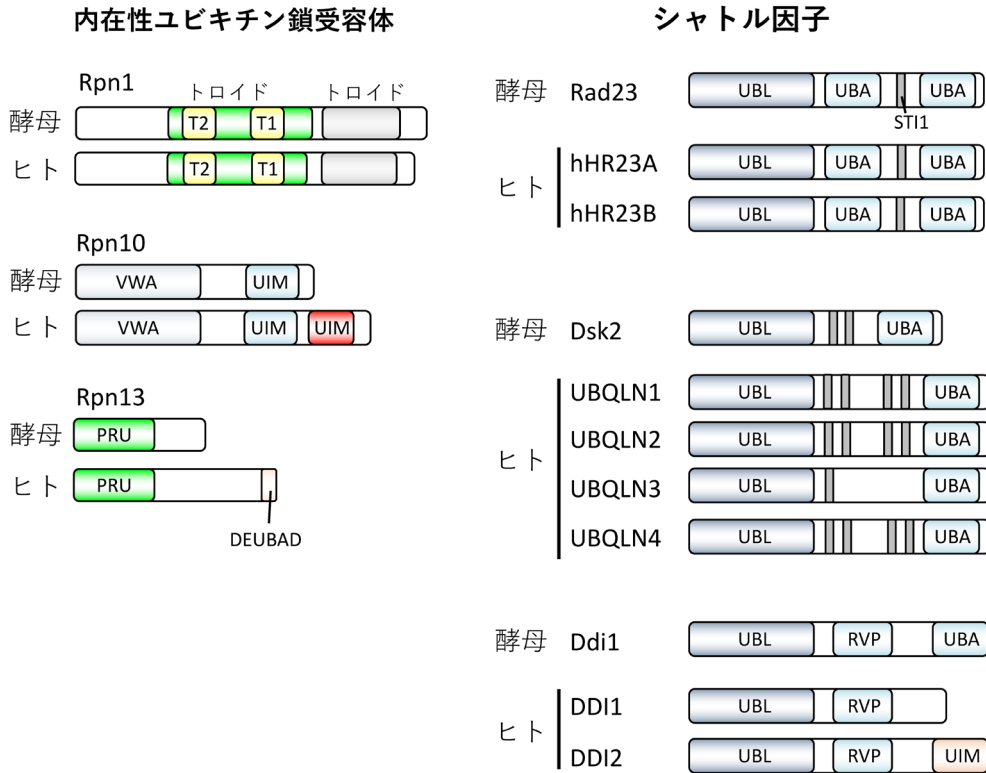 内在性ユビキチン鎖受容体
Rpn1
トロイド トロイド
酵母 T2 T1
ヒト T2 T1
Rpn10
酵母 VWA UIM
ヒト VWA UIM UIM
Rpn13
酵母 PRU
ヒト PRU
DEUBAD
シャトル因子
酵母 Rad23 UBL UBA UBA
STI1
ヒト
hHR23A UBL UBA UBA
hHR23B UBL UBA UBA
酵母 Dsk2 UBL UBA
ヒト
UBQLN1 UBL UBA
UBQLN2 UBL UBA
UBQLN3 UBL UBA
UBQLN4 UBL UBA
酵母 Ddi1 UBL RVP UBA
ヒト
DDI1 UBL RVP
DDI2 UBL RVP UIM